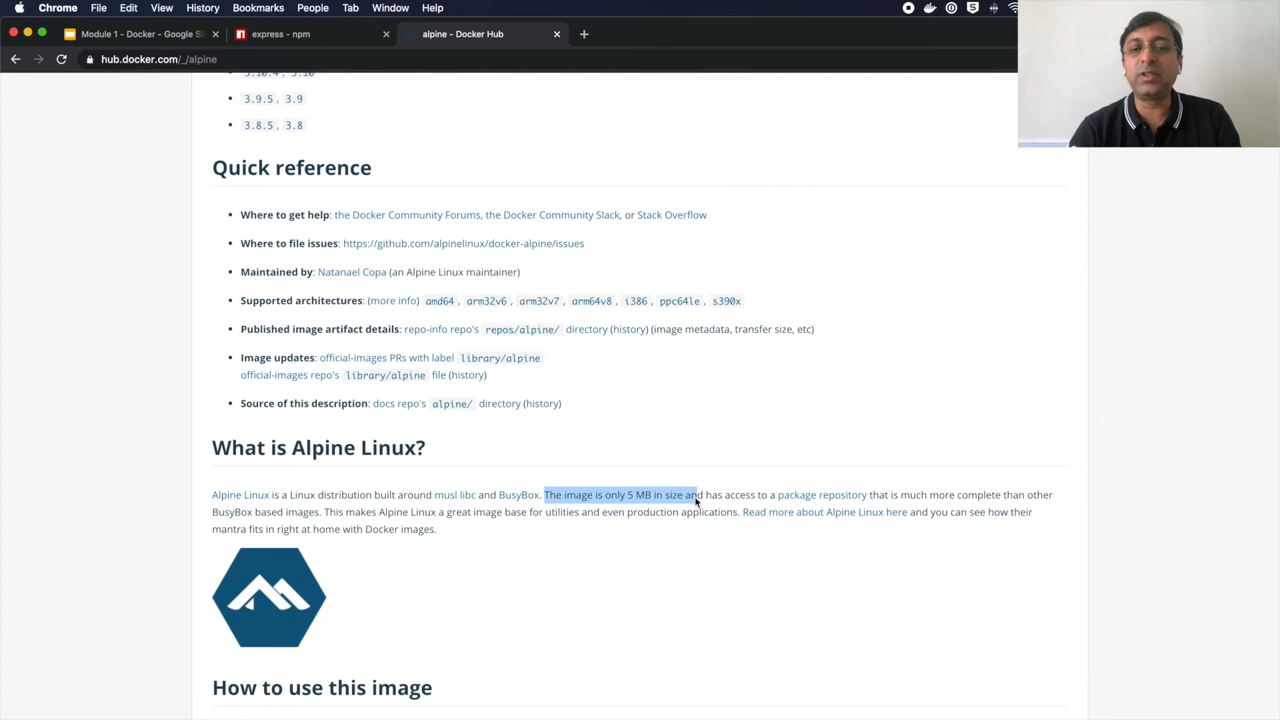 Chrome File Edit View History Bookmarks People Tab Window Help
Module 1 - Docker - Google Sl
express - npm
alpine - Docker Hub
hub.docker.com/_/alpine
3.10.4, 3.10
3.9.5, 3.9
3.8.5, 3.8
Quick reference
Where to get help: the Docker Community Forums, the Docker Community Slack, or Stack Overflow
Where to file issues: https://github.com/alpinelinux/docker-alpine/issues
Maintained by: Natanael Copa (an Alpine Linux maintainer)
Supported architectures: (more info) amd64, arm32v6, arm32v7, arm64v8, i386, ppc64le, s390x
Published image artifact details: repo-info repo's repos/alpine/ directory (history) (image metadata, transfer size, etc)
Image updates: official-images PRs with label library/alpine
official-images repo's library/alpine file (history)
Source of this description: docs repo's alpine/ directory (history)
What is Alpine Linux?
Alpine Linux is a Linux distribution built around musl libc and BusyBox. The image is only 5 MB in size and has access to a package repository that is much more complete than other
BusyBox based images. This makes Alpine Linux a great image base for utilities and even production applications. Read more about Alpine Linux here and you can see how their
mantra fits in right at home with Docker images.
How to use this image